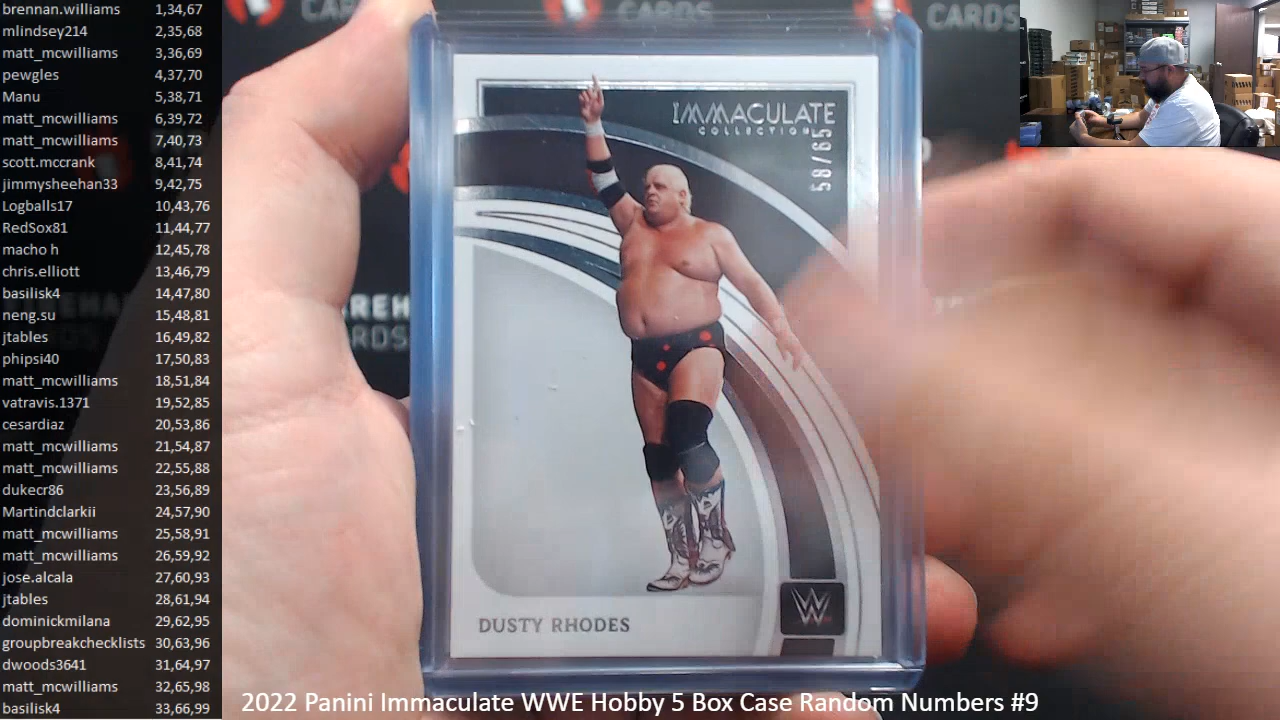 brennan.williams 1,34,67
mlindsey214 2,35,68
matt_mcwilliams 3,36,69
pewgles 4,37,70
Manu 5,38,71
matt_mcwilliams 6,39,72
matt_mcwilliams 7,40,73
scott.mccrank 8,41,74
jimmysheehan33 9,42,75
Logballs17 10,43,76
RedSox81 11,44,77
macho h 12,45,78
chris.elliott 13,46,79
basilisk4 14,47,80
neng.su 15,48,81
jtables 16,49,82
phipsi40 17,50,83
matt_mcwilliams 18,51,84
vatravis.1371 19,52,85
cesardiaz 20,53,86
matt_mcwilliams 21,54,87
matt_mcwilliams 22,55,88
dukecr86 23,56,89
Martindclarkii 24,57,90
matt_mcwilliams 25,58,91
matt_mcwilliams 26,59,92
jose.alcala 27,60,93
jtables 28,61,94
dominickmilana 29,62,95
groupbreakchecklists 30,63,96
dwoods3641 31,64,97
matt_mcwilliams 32,65,98
basilisk4 33,66,99
CARDS
CARDS
CARDS
IMMACULATE
COLLECTION
58/65
CARDS
DUSTY RHODES
W
2022 Panini Immaculate WWE Hobby 5 Box Case Random Numbers #9